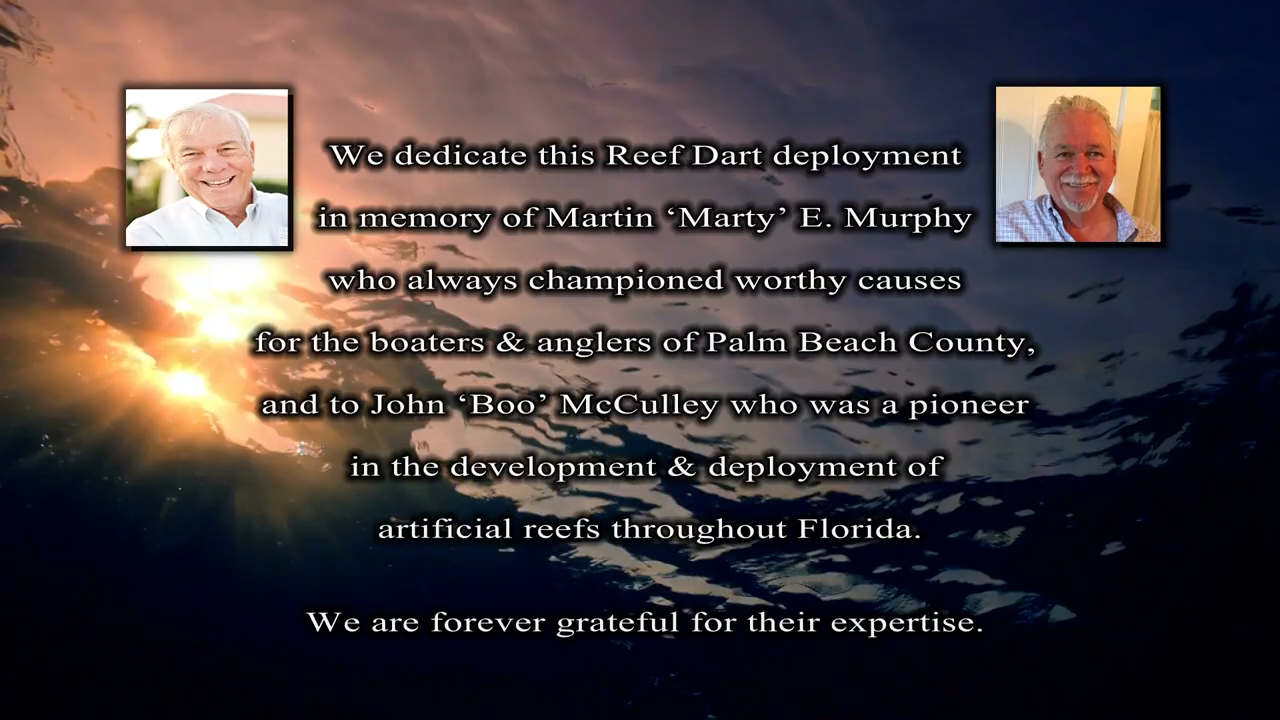 We dedicate this Reef Dart deployment
in memory of Martin ‘Marty’ E. Murphy
who always championed worthy causes
for the boaters & anglers of Palm Beach County,
and to John ‘Boo’ McCulley who was a pioneer
in the development & deployment of
artificial reefs throughout Florida.
We are forever grateful for their expertise.